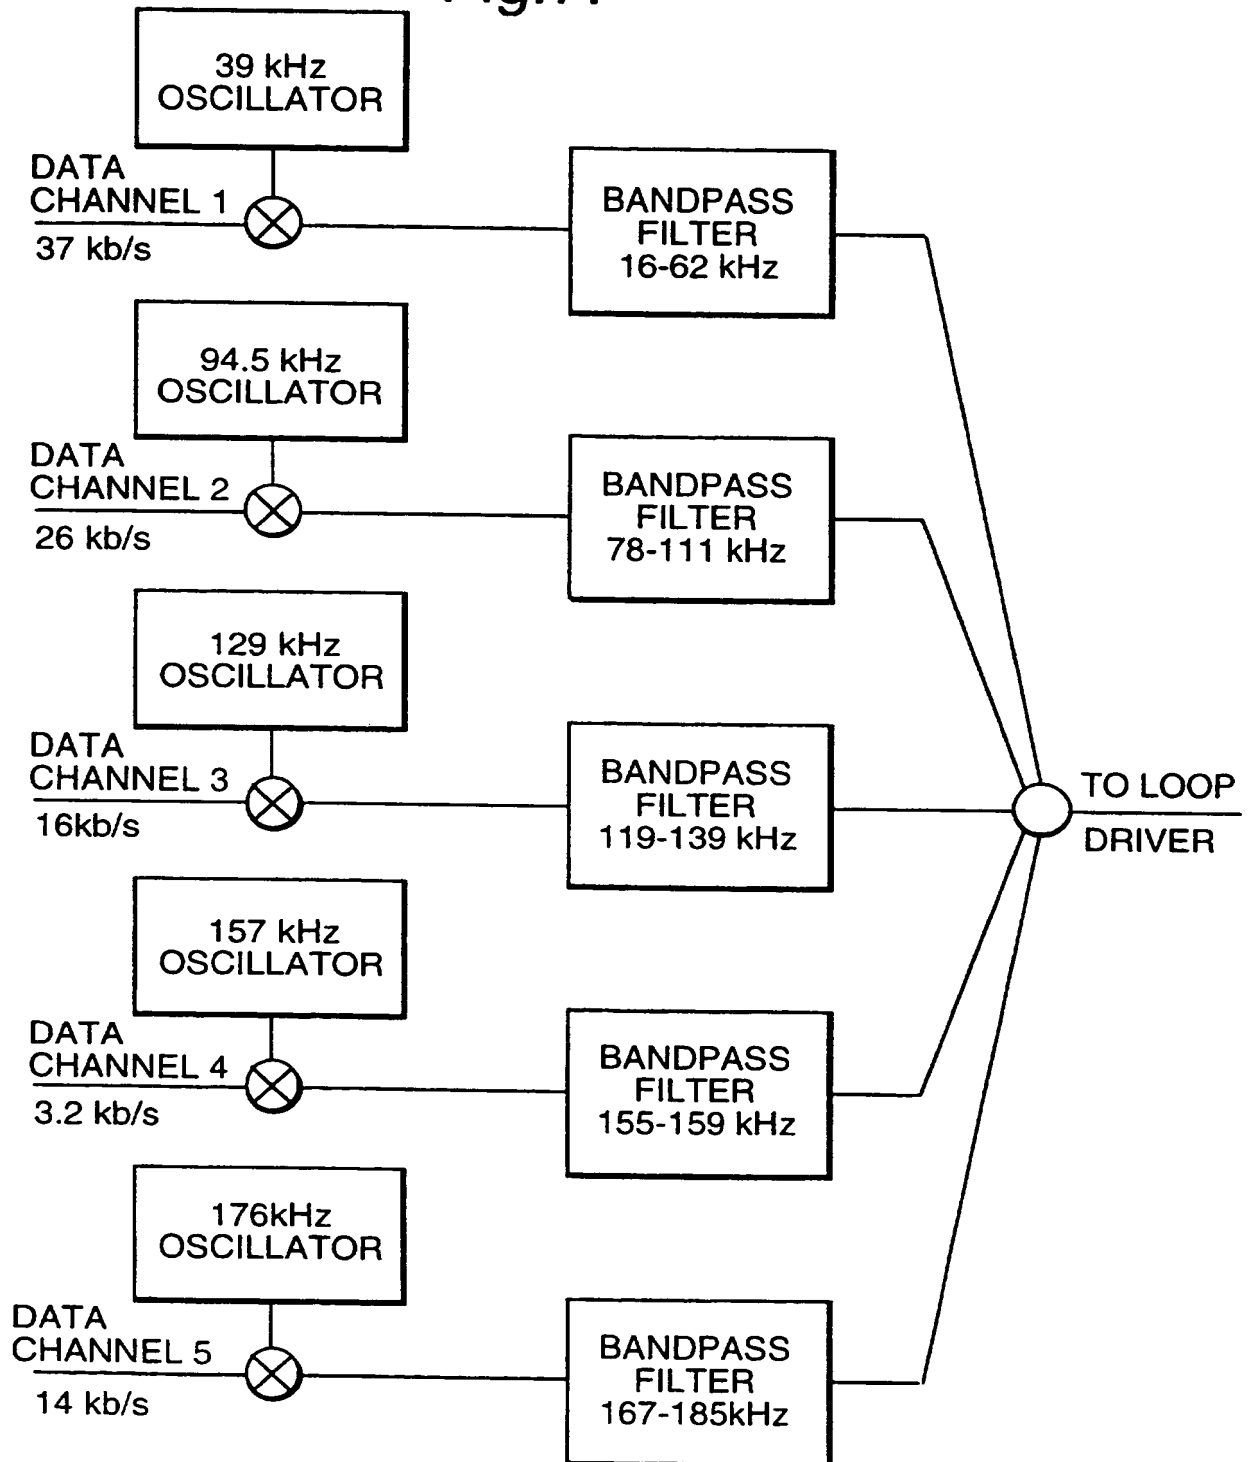 39 kHz
OSCILLATOR
DATA
CHANNEL 1
37 kb/s
BANDPASS
FILTER
16-62 kHz
94.5 kHz
OSCILLATOR
DATA
CHANNEL 2
26 kb/s
BANDPASS
FILTER
78-111 kHz
129 kHz
OSCILLATOR
DATA
CHANNEL 3
16kb/s
BANDPASS
FILTER
119-139 kHz
TO LOOP
DRIVER
157 kHz
OSCILLATOR
DATA
CHANNEL 4
3.2 kb/s
BANDPASS
FILTER
155-159 kHz
176kHz
OSCILLATOR
DATA
CHANNEL 5
14 kb/s
BANDPASS
FILTER
167-185kHz